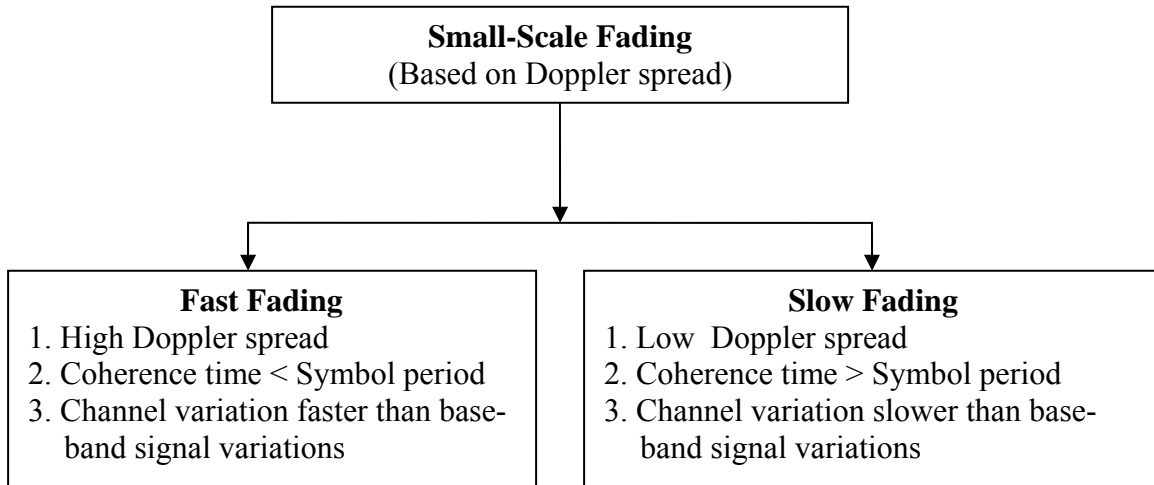 Small-Scale Fading
(Based on Doppler spread)
Fast Fading
1. High Doppler spread
2. Coherence time < Symbol period
3. Channel variation faster than base-
band signal variations
Slow Fading
1. Low Doppler spread
2. Coherence time > Symbol period
3. Channel variation slower than base-
band signal variations